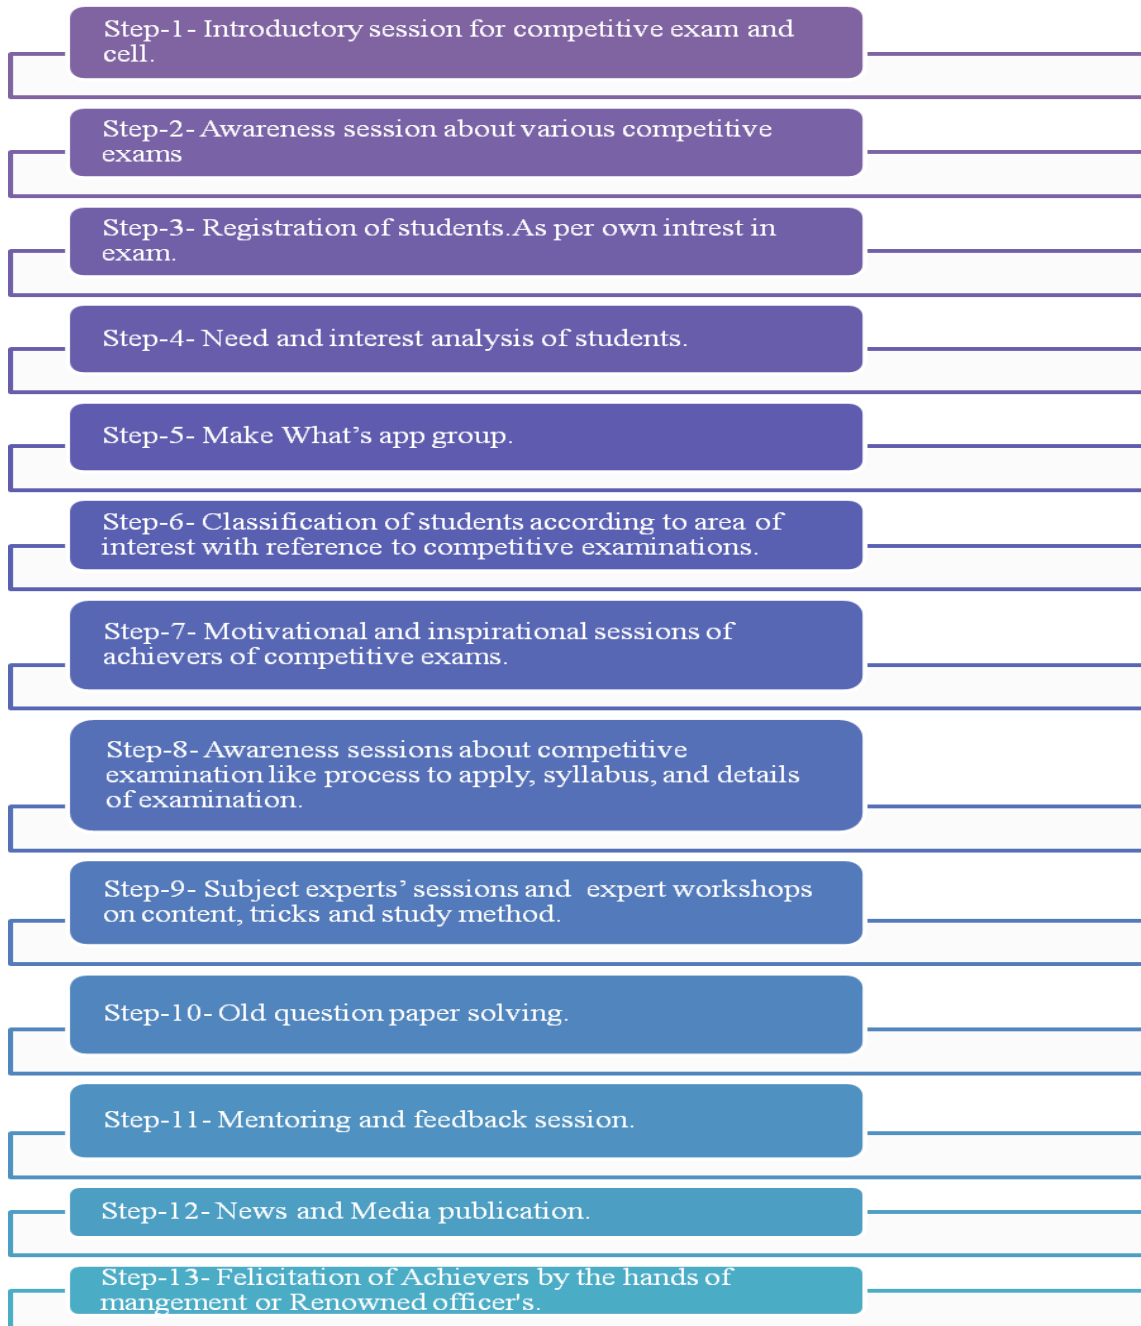 Step-1- Introductory session for competitive exam and
cell.
Step-2- Awareness session about various competitive
exams
Step-3- Registration of students.As per own intrest in
exam.
Step-4- Need and interest analysis of students.
Step-5- Make What’s app group.
Step-6- Classification of students according to area of
interest with reference to competitive examinations.
Step-7- Motivational and inspirational sessions of
achievers of competitive exams.
Step-8- Awareness sessions about competitive
examination like process to apply, syllabus, and details
of examination.
Step-9- Subject experts’ sessions and  expert workshops
on content, tricks and study method.
Step-10- Old question paper solving.
Step-11- Mentoring and feedback session.
Step-12- News and Media publication.
Step-13- Felicitation of Achievers by the hands of
mangement or Renowned officer's.